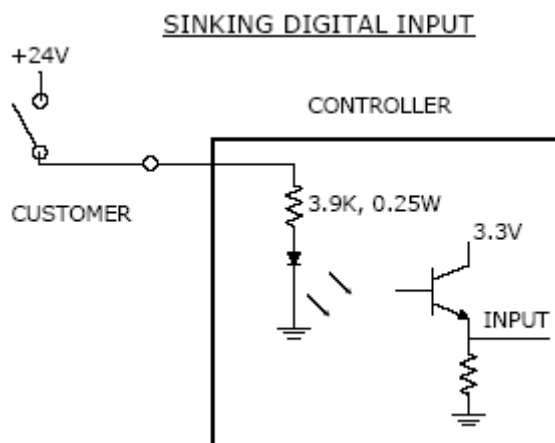 SINKING DIGITAL INPUT
+24V
CONTROLLER
CUSTOMER
3.9K, 0.25W
3.3V
INPUT